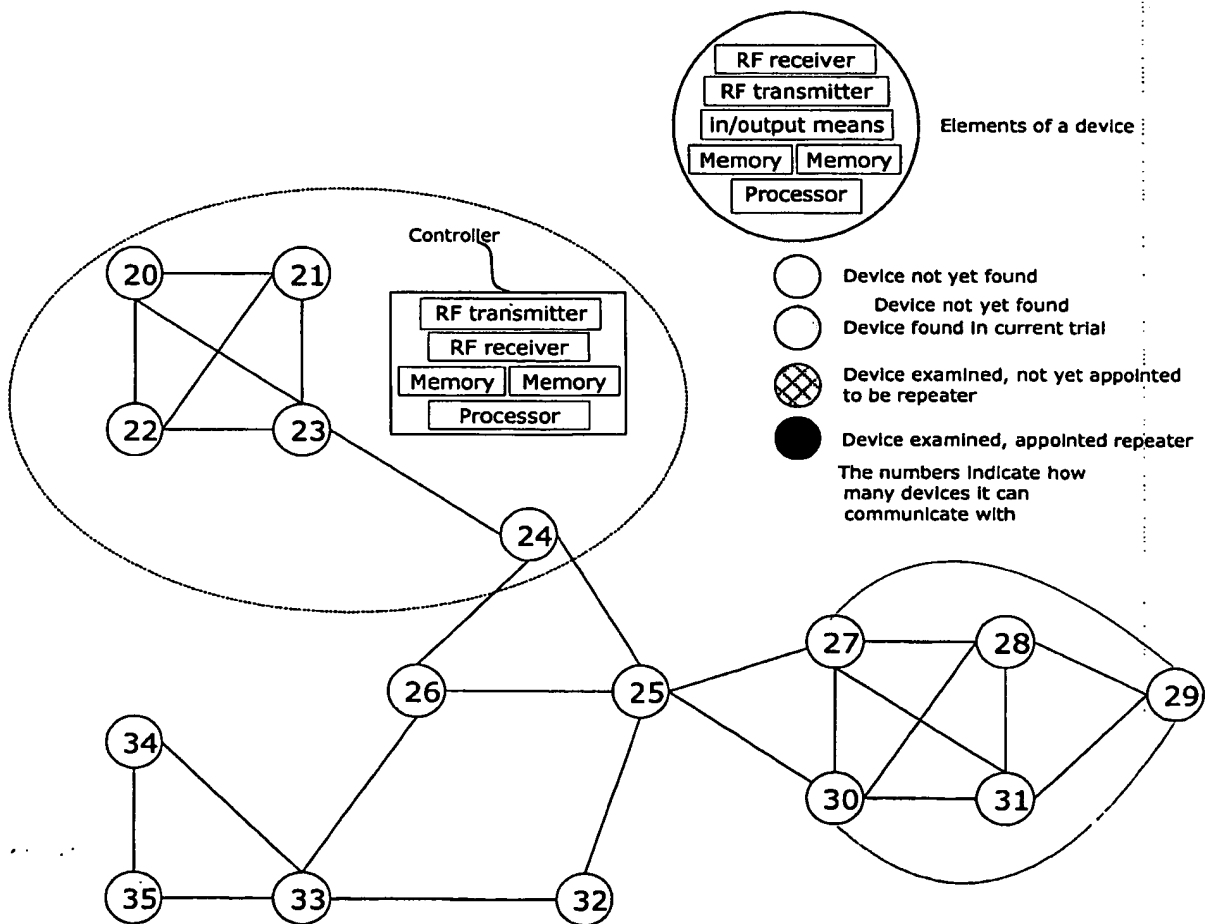 RF receiver
RF transmitter
in/output means
Memory Memory
Processor
Elements of a device
Controller
RF transmitter
RF receiver
Memory Memory
Processor
Device not yet found
Device not yet found
Device found in current trial
Device examined, not yet appointed
to be repeater
Device examined, appointed repeater
The numbers indicate how
many devices it can
communicate with
20
21
22
23
24
25
26
27
28
29
30
31
32
33
34
35